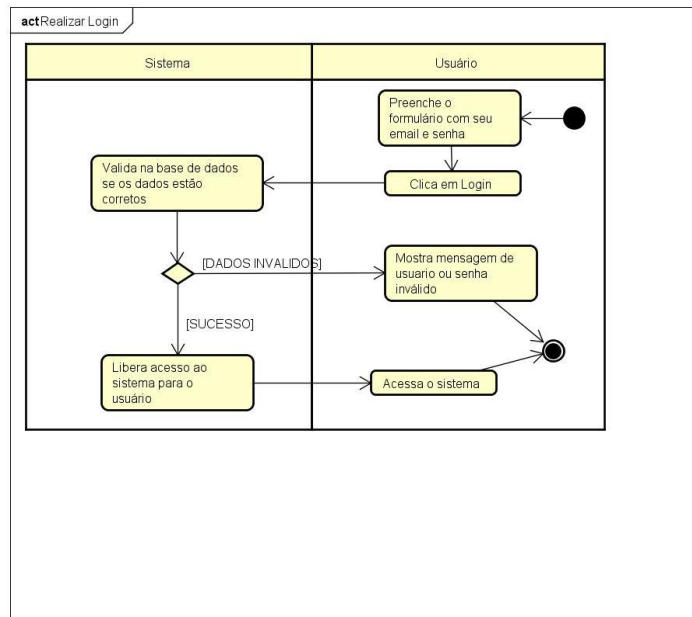 act Realizar Login
Sistema
Usuário
Preenche o
formulário com seu
email e senha
Clica em Login
Valida na base de dados
se os dados estão
corretos
[DADOS INVALIDOS]
Mostra mensagem de
usuario ou senha
inválido
[SUCESSO]
Libera acesso ao
sistema para o
usuário
Acessa o sistema